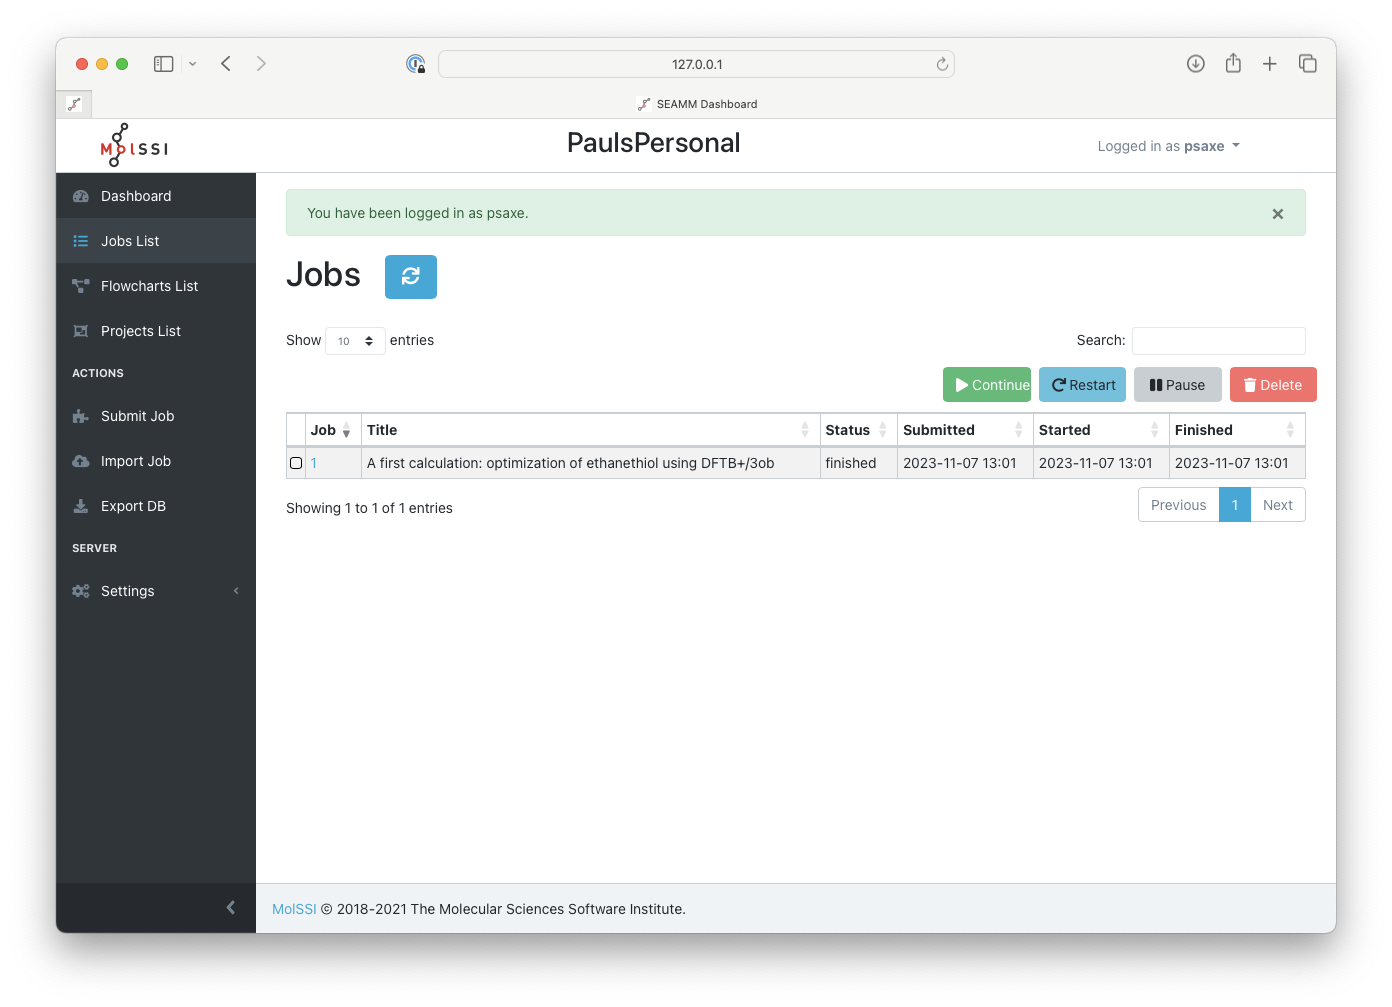 127.0.0.1
SEAMM Dashboard
MolSSI
PaulsPersonal
Logged in as psaxe
Dashboard
Jobs List
Flowcharts List
Projects List
ACTIONS
Submit Job
Import Job
Export DB
SERVER
Settings
You have been logged in as psaxe.
×
Jobs
Show 10 entries
Search:
Continue Restart Pause Delete
Job Title Status Submitted Started Finished
1 A first calculation: optimization of ethanethiol using DFTB+/3ob finished 2023-11-07 13:01 2023-11-07 13:01 2023-11-07 13:01
Showing 1 to 1 of 1 entries
Previous 1 Next
MolSSI © 2018-2021 The Molecular Sciences Software Institute.